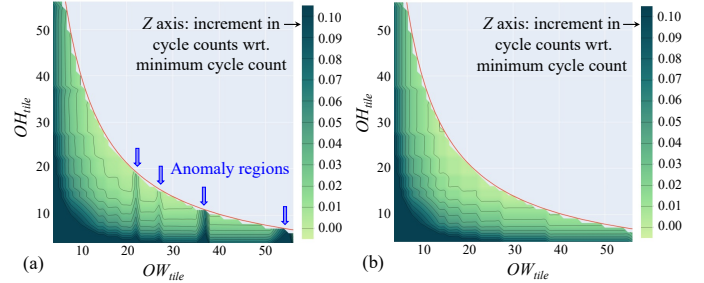 Z axis: increment in
cycle counts wrt.
minimum cycle count
Anomaly regions
50
40
30
20
10
OH_tile
10 20 30 40 50
OW_tile
(a)
0.10
0.09
0.08
0.07
0.06
0.05
0.04
0.03
0.02
0.01
0.00
Z axis: increment in
cycle counts wrt.
minimum cycle count
50
40
30
20
10
OH_tile
10 20 30 40 50
OW_tile
(b)
0.10
0.09
0.08
0.07
0.06
0.05
0.04
0.03
0.02
0.01
0.00